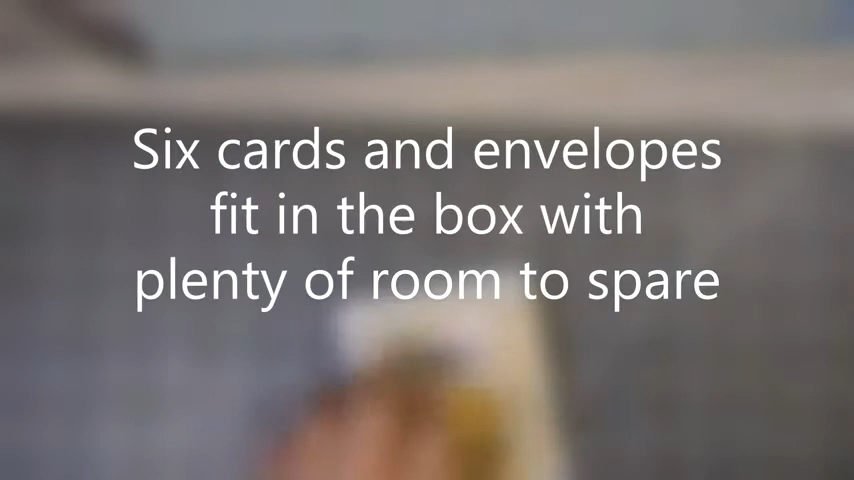 Six cards and envelopes
fit in the box with
plenty of room to spare